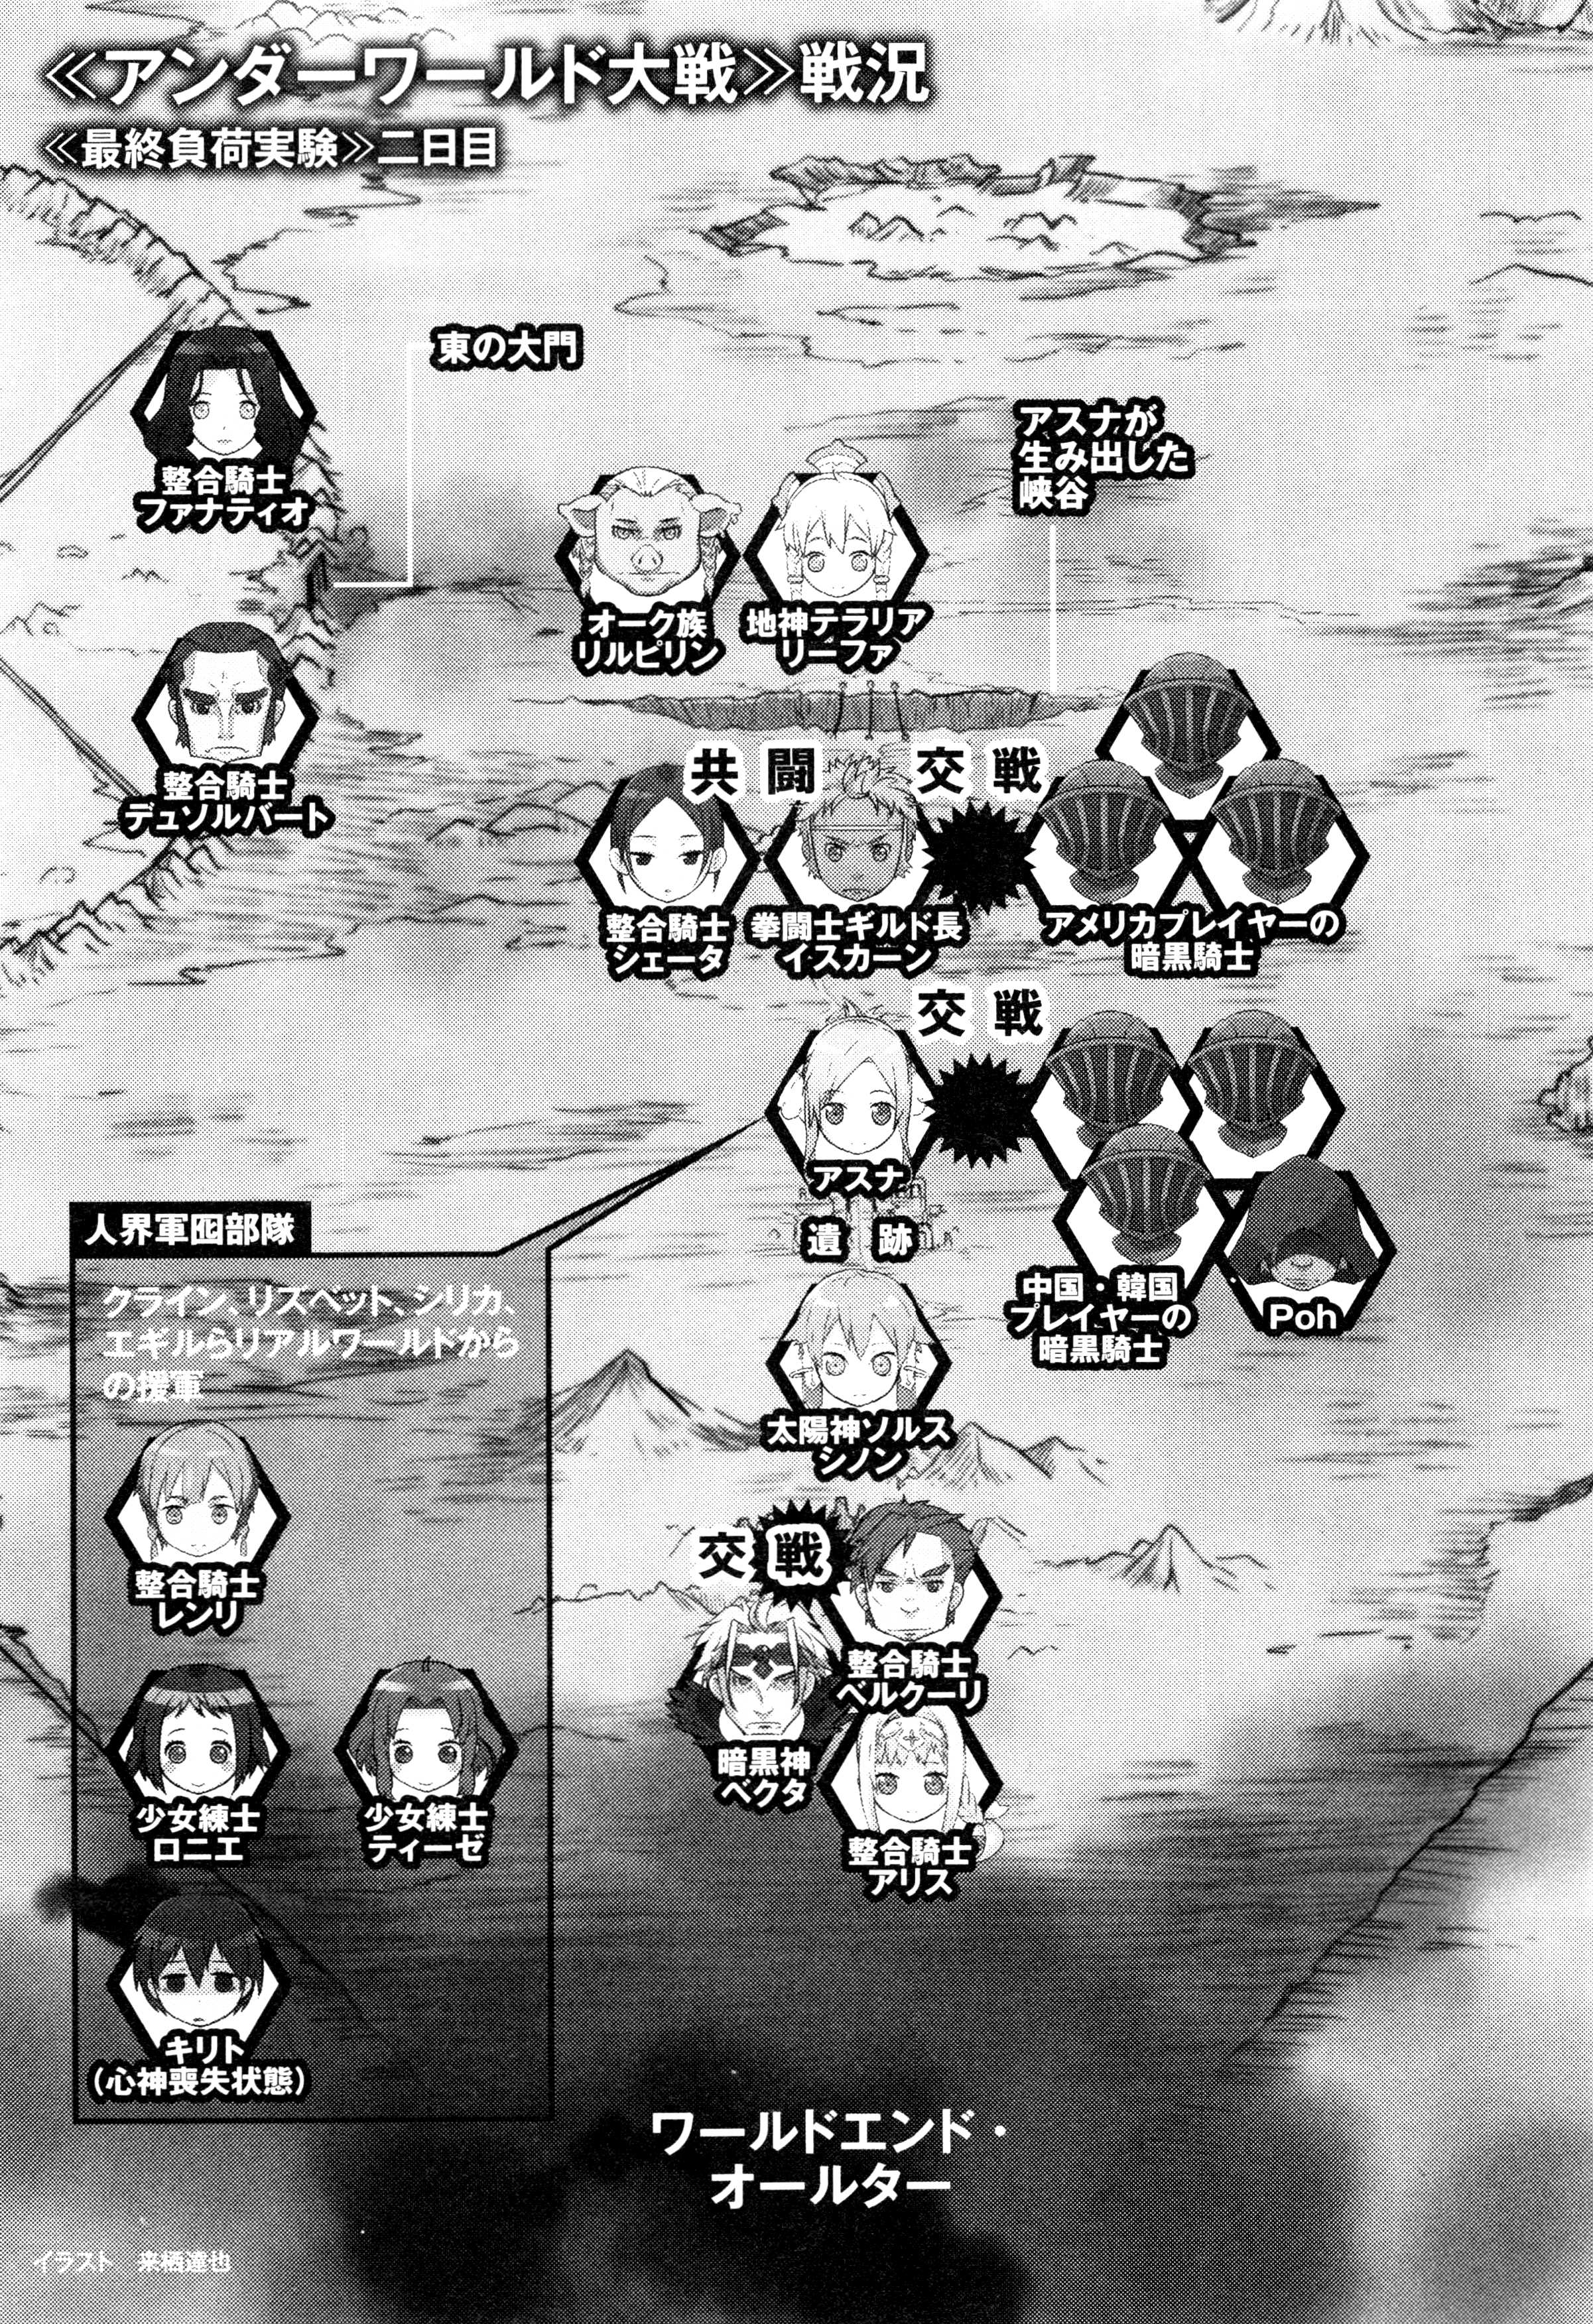 ≪アンダーワールド大戦≫戦況
≪最終負荷実験≫二日目
東の大門
アスナが
生み出した
峡谷
整合騎士
ファナティオ
オーク族
リルピリン
地神テラリア
リーファ
整合騎士
デュソルバート
共闘
交戦
整合騎士
シェータ
拳闘士ギルド長
イスカーン
アメリカプレイヤーの
暗黒騎士
交戦
アスナ
遺跡
中国・韓国
プレイヤーの
暗黒騎士
Poh
太陽神ソルス
シノン
交戦
整合騎士
ベルクーリ
暗黒神
ベクタ
整合騎士
アリス
人界軍囮部隊
クライン、リズベット、シリカ、
エギルらリアルワールドから
の援軍
整合騎士
レンリ
少女練士
ロニエ
少女練士
ティーゼ
キリト
（心神喪失状態）
ワールドエンド・
オールター
イラスト　来栖達也